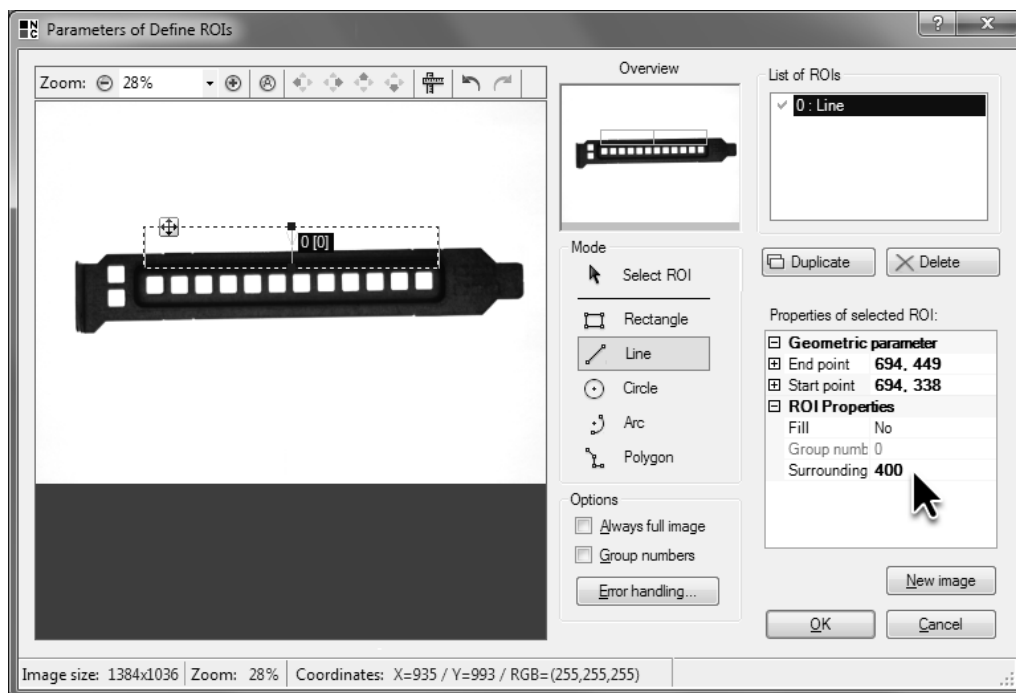 NC Parameters of Define ROIs
Zoom: 28%
0 [0]
Overview
Mode
Select ROI
Rectangle
Line
Circle
Arc
Polygon
Options
Always full image
Group numbers
Error handling...
List of ROIs
0 : Line
Duplicate
Delete
Properties of selected ROI:
Geometric parameter
End point 694, 449
Start point 694, 338
ROI Properties
Fill No
Group numb 0
Surrounding 400
New image
OK
Cancel
Image size: 1384x1036 Zoom: 28% Coordinates: X=935 / Y=993 / RGB=(255,255,255)